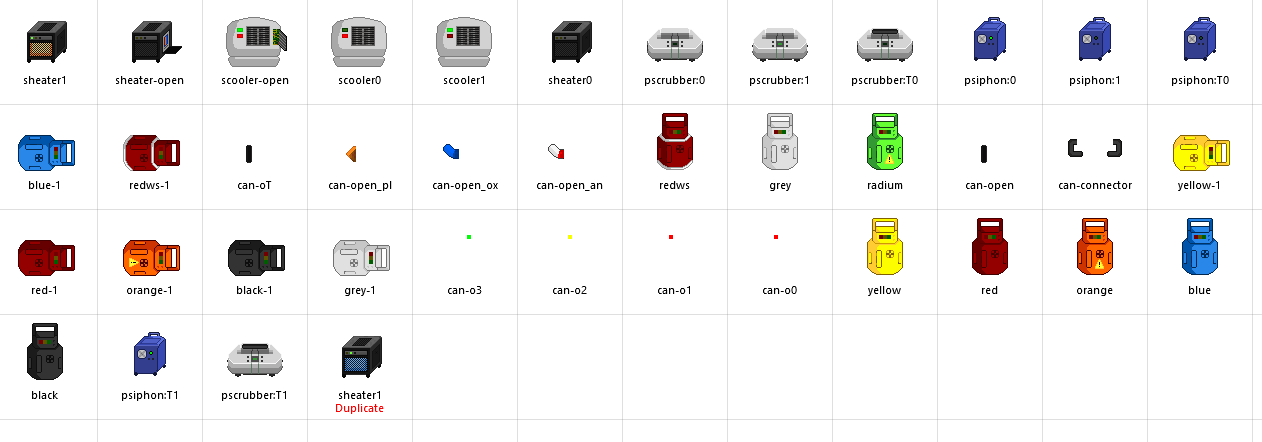 sheater1 sheater-open scooler-open scooler0 scooler1 sheater0 pscrubber:0 pscrubber:1 pscrubber:T0 psiphon:0 psiphon:1 psiphon:T0
blue-1 redws-1 can-oT can-open_pl can-open_ox can-open_an redws grey radium can-open can-connector yellow-1
red-1 orange-1 black-1 grey-1 can-o3 can-o2 can-o1 can-o0 yellow red orange blue
black psiphon:T1 pscrubber:T1 sheater1
Duplicate